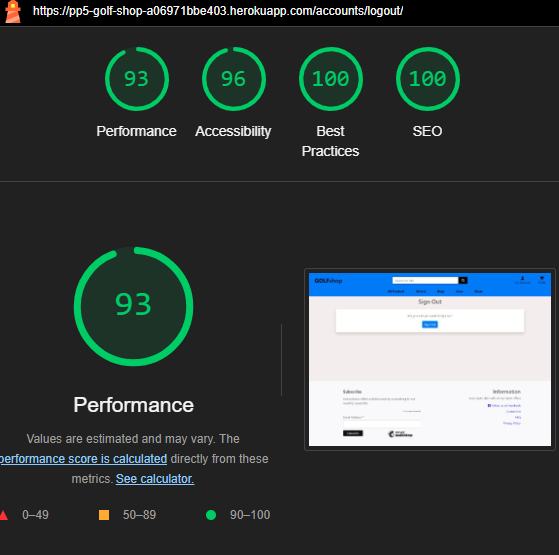 https://pp5-golf-shop-a06971bbe403.herokuapp.com/accounts/logout/
93 96 100 100
Performance Accessibility Best Practices SEO
93
Performance
Values are estimated and may vary. The
performance score is calculated directly from these
metrics. See calculator.
0–49 50–89 90–100
GOLFshop
Sign Out
Subscribe
Information